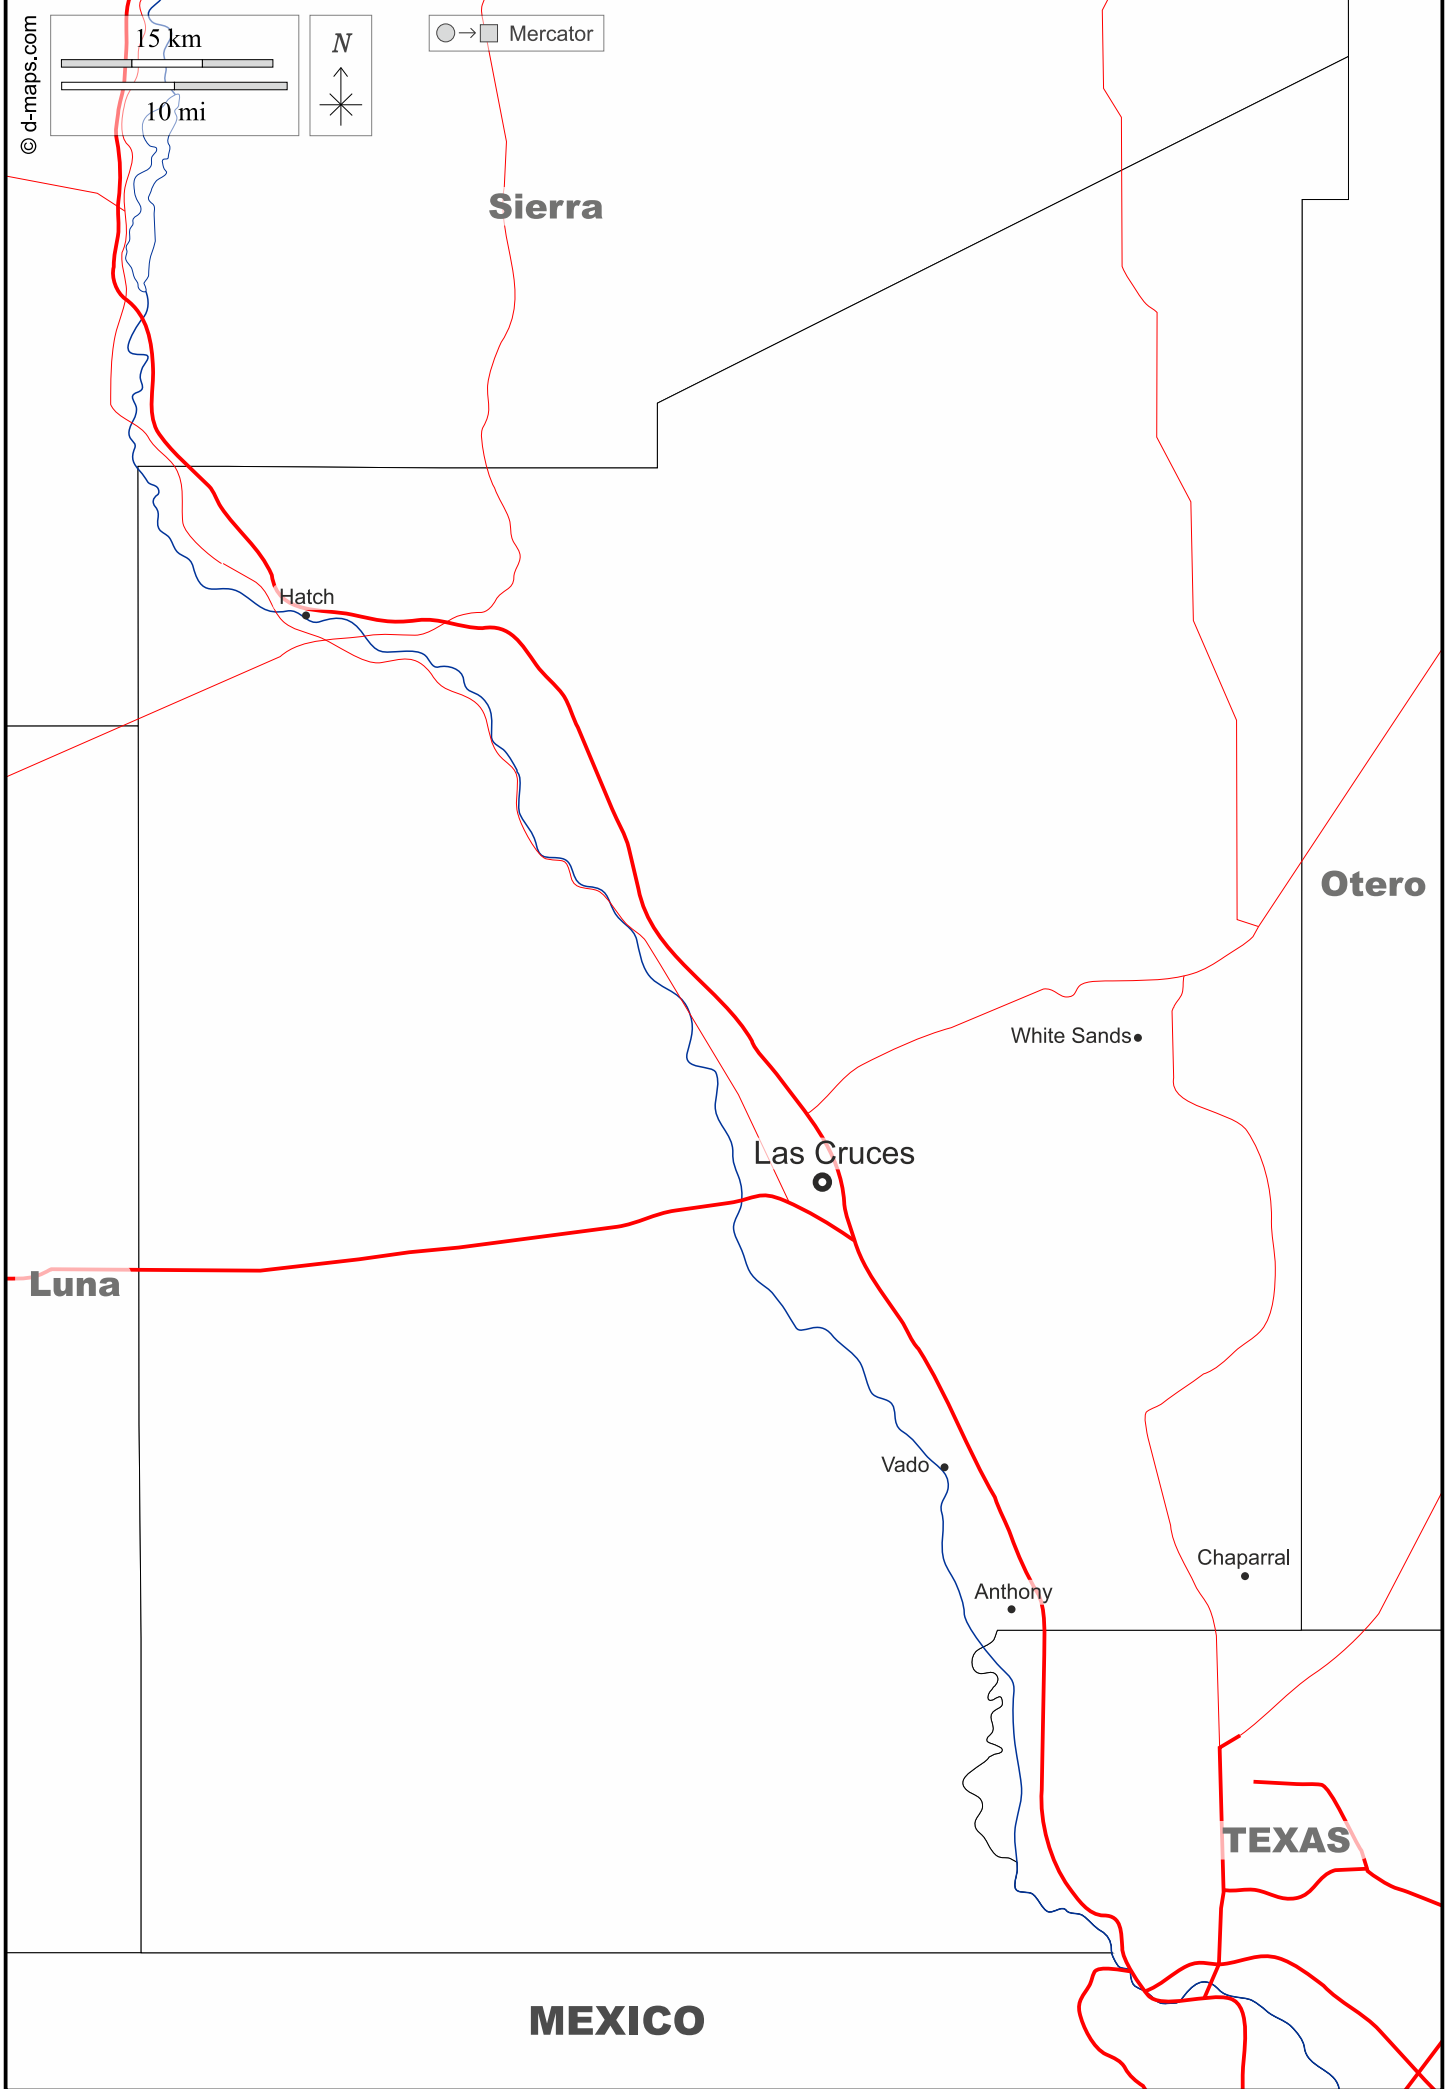 © d-maps.com
15 km
10 mi
N
Mercator
Sierra
Hatch
Otero
White Sands
Las Cruces
Luna
Vado
Chaparral
Anthony
TEXAS
MEXICO